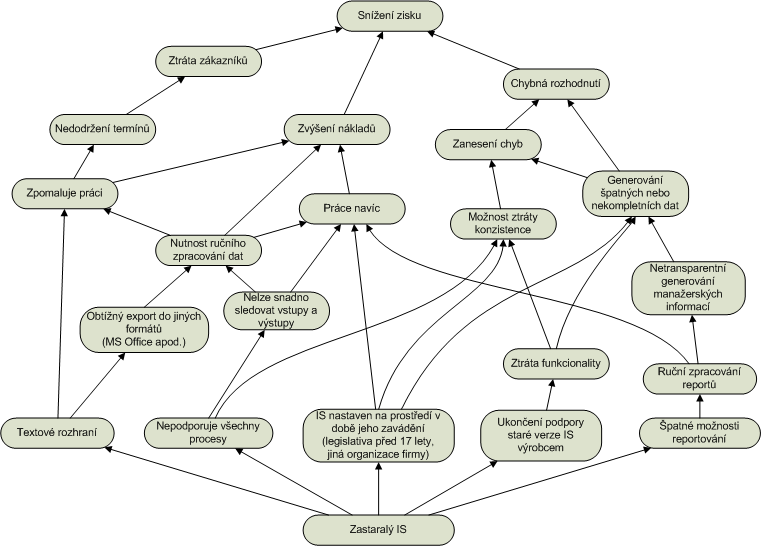 Snížení zisku
Ztráta zákazníků
Chybná rozhodnutí
Nedodržení termínů
Zvýšení nákladů
Zanesení chyb
Zpomaluje práci
Generování
špatných nebo
nekompletních dat
Práce navíc
Možnost ztráty
konzistence
Nutnost ručního
zpracování dat
Netransparentní
generování
manažerských
informací
Nelze snadno
sledovat vstupy a
výstupy
Obtížný export do jiných
formátů
(MS Office apod.)
Ztráta funkcionality
Ruční zpracování
reportů
Textové rozhraní
Nepodporuje všechny
procesy
IS nastaven na prostředí v
době jeho zavádění
(legislativa před 17 lety,
jiná organizace firmy)
Ukončení podpory
staré verze IS
výrobcem
Špatné možnosti
reportování
Zastaralý IS